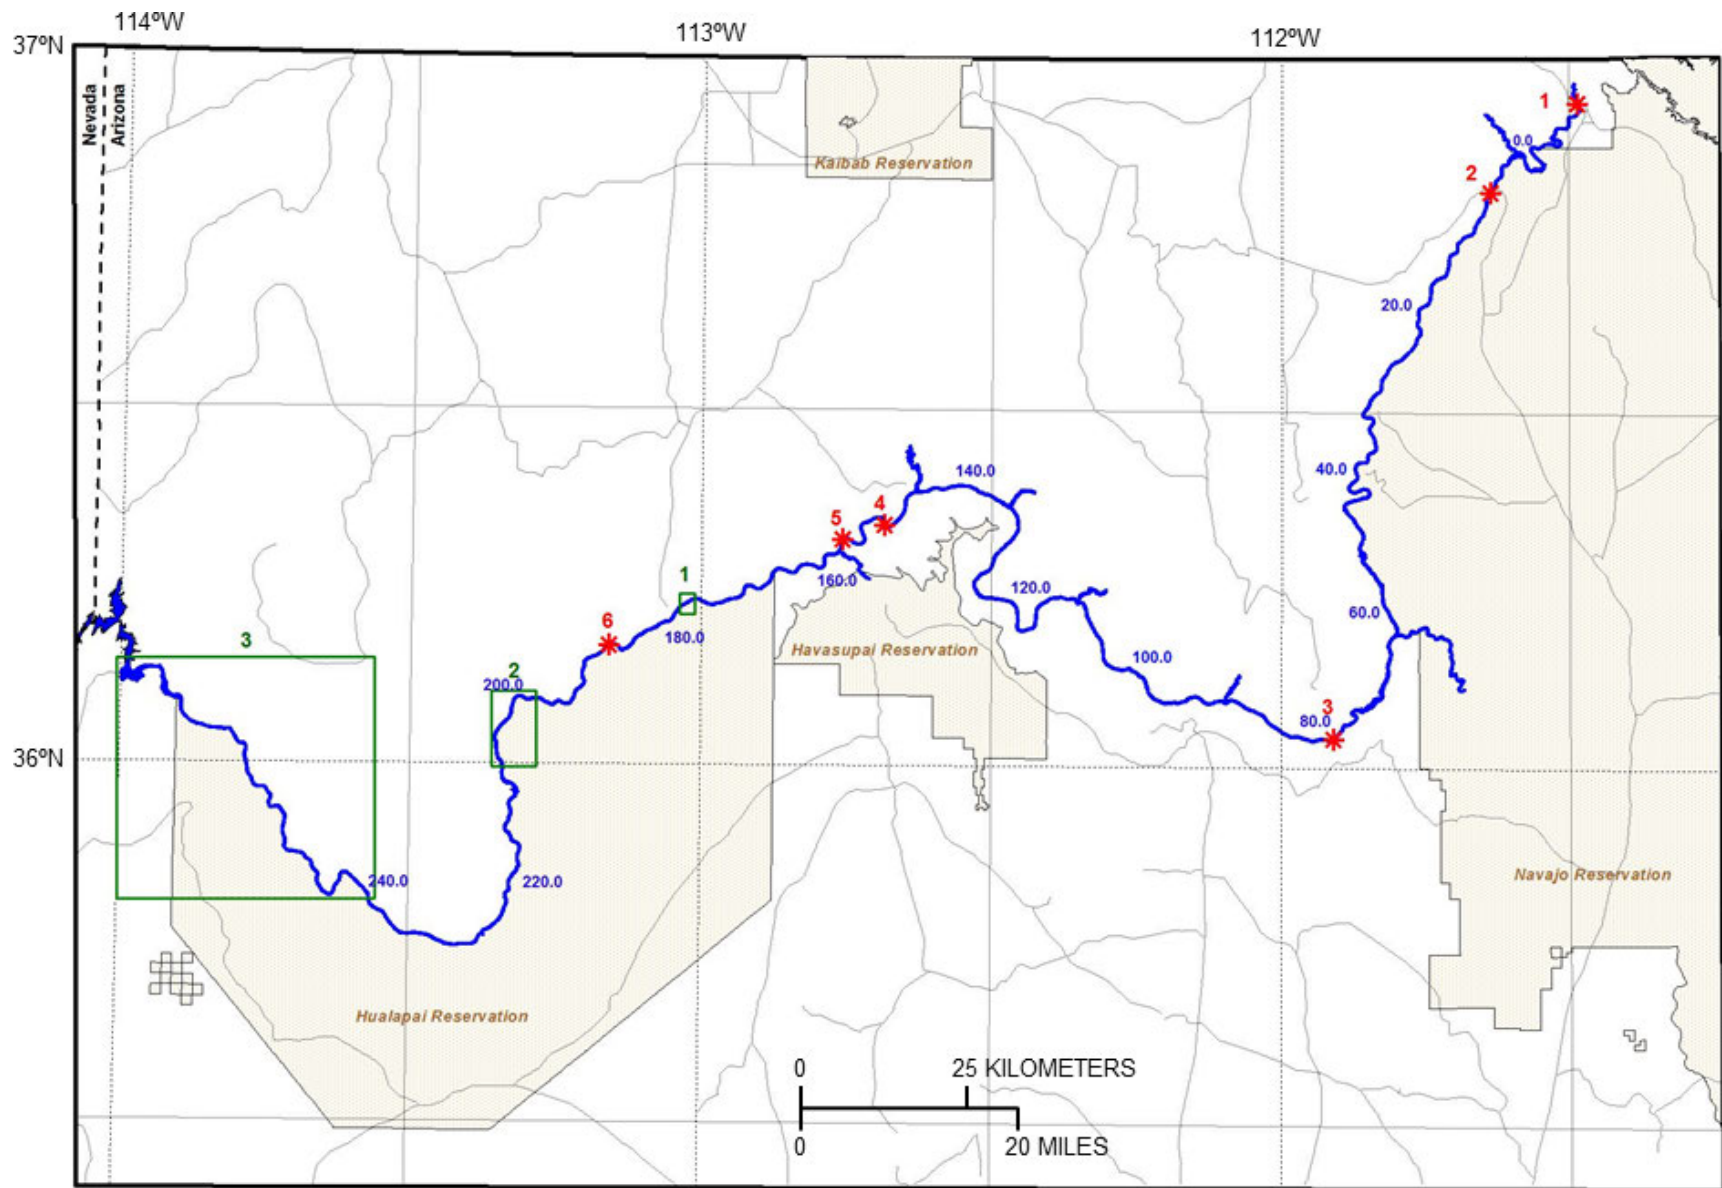 114ºW
113ºW
112ºW
37ºN
Nevada
Arizona
1
0.0
Kaibab Reservation
2
20.0
40.0
140.0
4
5
160.0
120.0
1
60.0
6
180.0
3
Havasupai Reservation
100.0
2
200.0
3
80.0
36ºN
240.0
220.0
Navajo Reservation
Hualapai Reservation
0
25 KILOMETERS
0
20 MILES